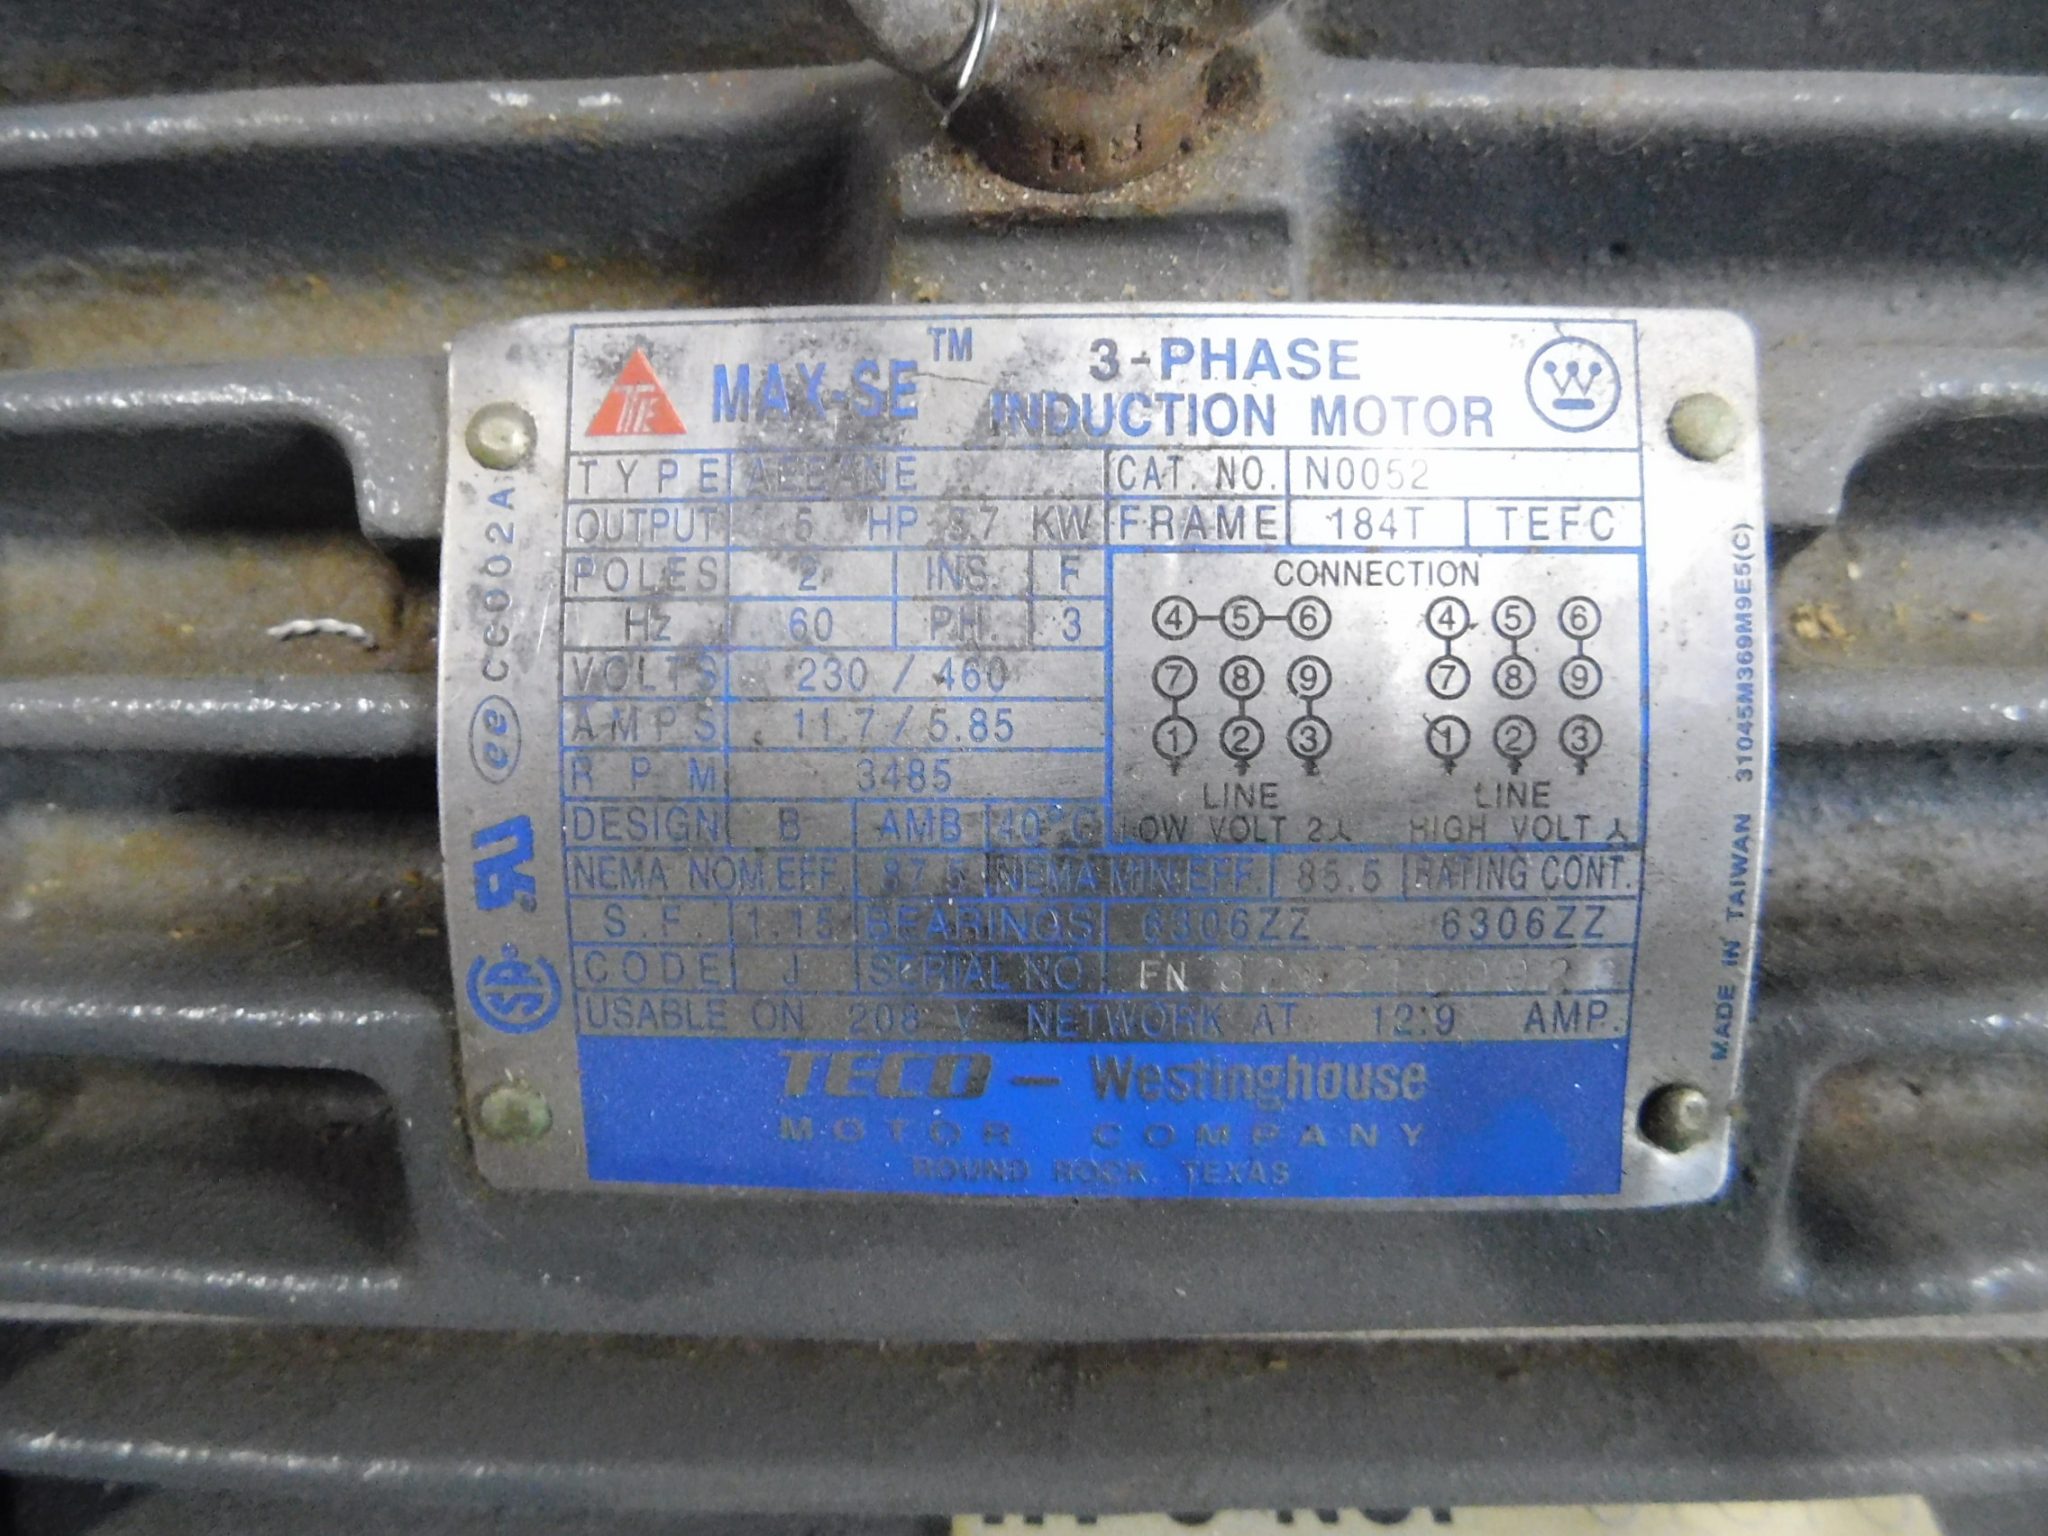 MAX-SE™ 3-PHASE
INDUCTION MOTOR
TYPE AEEANE CAT. NO. N0052
OUTPUT 5 HP 3.7 KW FRAME 184T TEFC
POLES 2 INS. F
Hz 60 PH. 3
VOLTS 230 / 460
AMPS 11.7 / 5.85
RPM 3485
DESIGN B AMB 40°C
CONNECTION
4 5 6 4 5 6
7 8 9 7 8 9
1 2 3 1 2 3
LINE LINE
LOW VOLT 2⅄ HIGH VOLT ⅄
NEMA NOM.EFF. 87.5 NEMA MIN.EFF. 85.5 RATING CONT.
S.F. 1.15 BEARINGS 6306ZZ 6306ZZ
CODE J SERIAL NO. FN
USABLE ON 208 V NETWORK AT 12.9 AMP.
TECO - Westinghouse
MOTOR COMPANY
ROUND ROCK, TEXAS
ee CC002A
SA
MADE IN TAIWAN 31045M369M9E5(C)